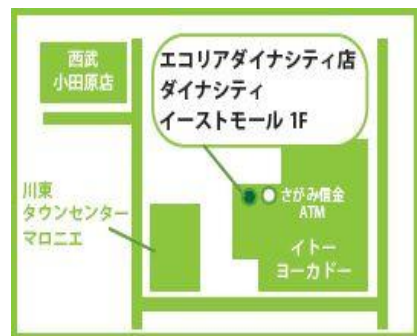 西武
小田原店
エコリアダイナシティ店
ダイナシティ
イーストモール 1F
川東
タウンセンター
マロニエ
さがみ信金
ATM
イトー
ヨーカドー